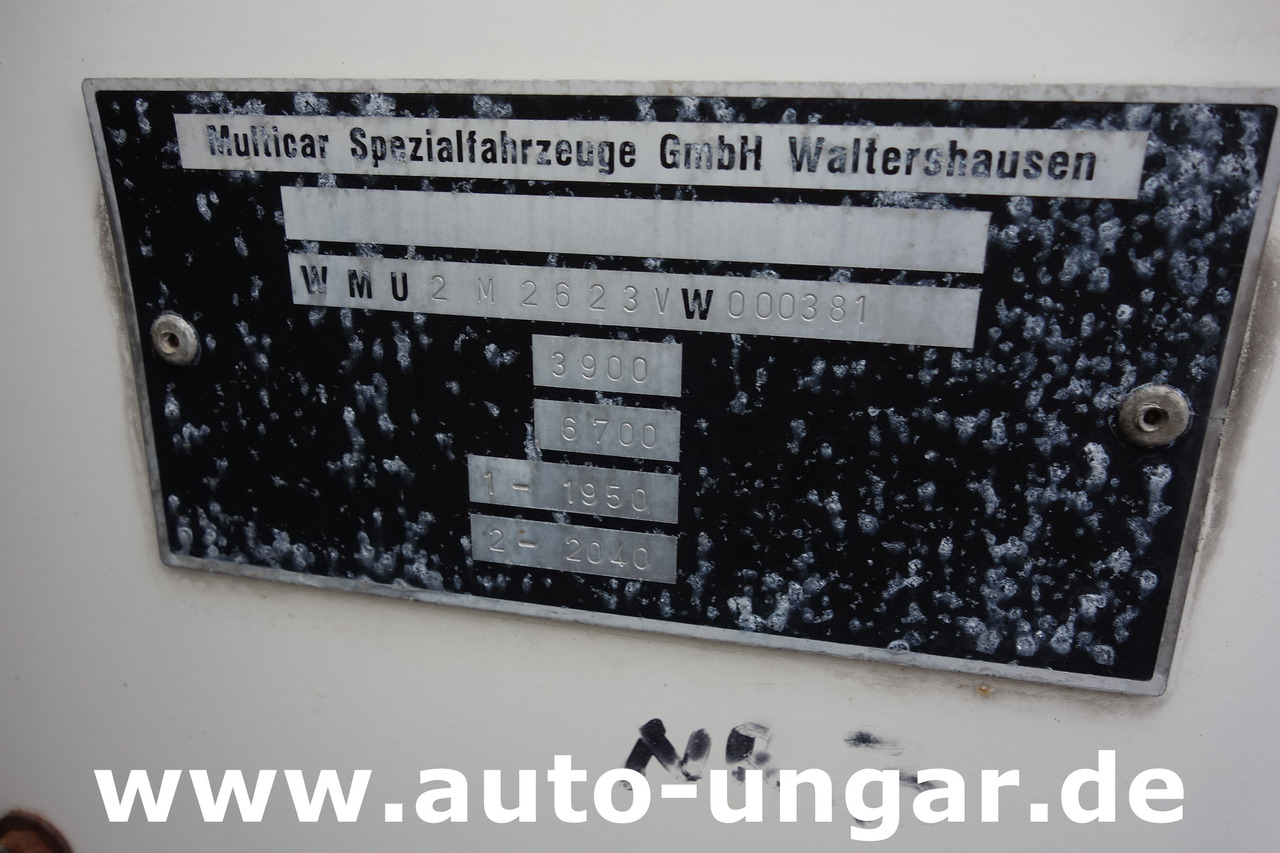 Multicar Spezialfahrzeuge GmbH Waltershausen
WMU2M2623VW000381
3900
6700
1- 1950
2- 2040
www.auto-ungar.de